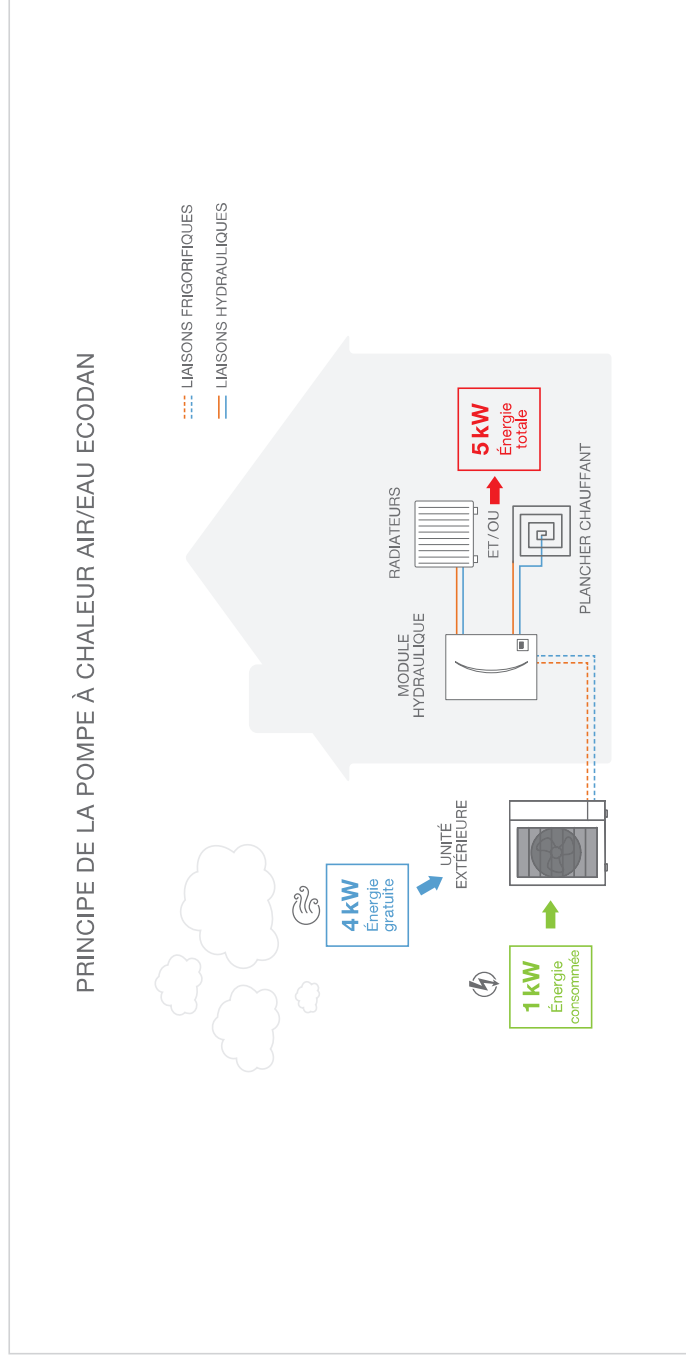 PRINCIPE DE LA POMPE À CHALEUR AIR/EAU ECODAN
LIAISONS FRIGORIFIQUES
LIAISONS HYDRAULIQUES
4 kW
Énergie
gratuite
UNITÉ
EXTÉRIEURE
1 kW
Énergie
consommée
MODULE
HYDRAULIQUE
RADIATEURS
ET / OU
PLANCHER CHAUFFANT
5 kW
Énergie
totale